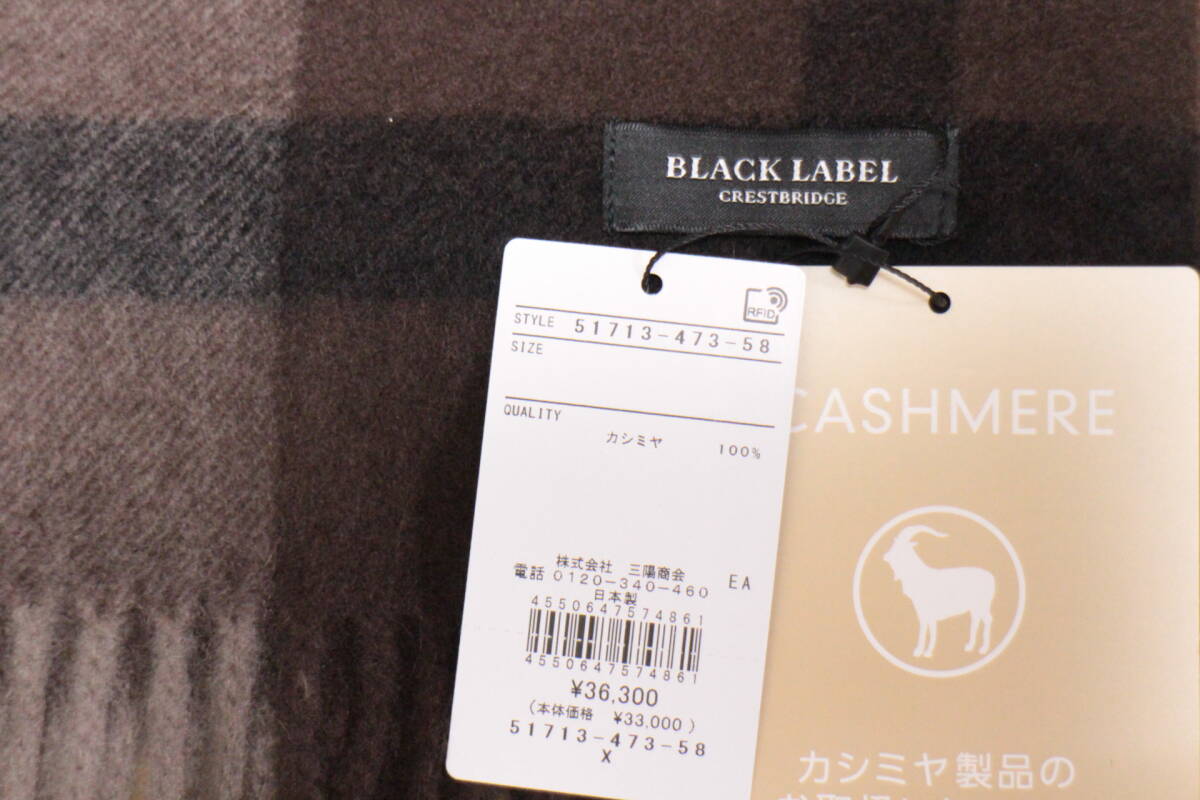 BLACK LABEL
CRESTBRIDGE
RFID
STYLE 51713-473-58
SIZE
QUALITY
カシミヤ 100%
株式会社 三陽商会
電話 0120-340-460 EA
日本製
4550647574861
4550647574861
¥36,300
(本体価格 ¥33,000)
51713-473-58
X
CASHMERE
カシミヤ製品の